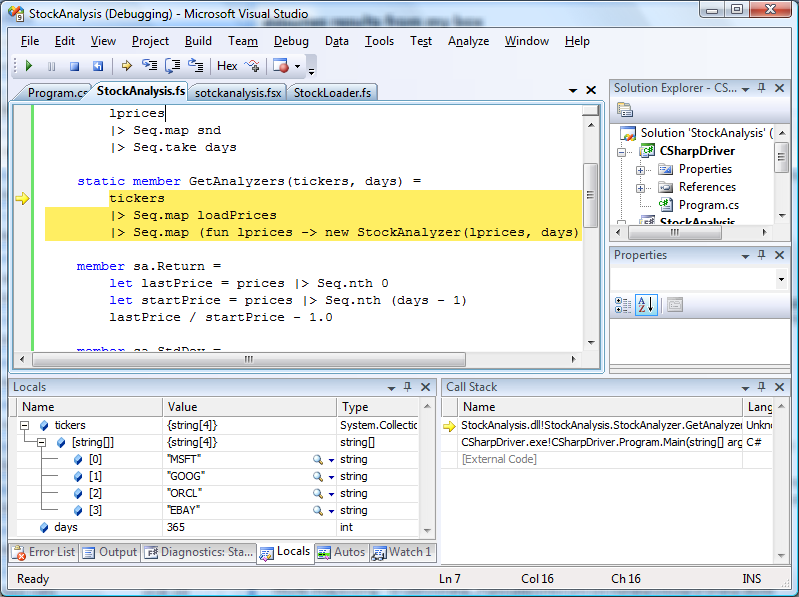 StockAnalysis (Debugging) - Microsoft Visual Studio
File Edit View Project Build Team Debug Data Tools Test Analyze Window Help
Hex
Program.cs StockAnalysis.fs sotckanalysis.fsx StockLoader.fs
lprices
|> Seq.map snd
|> Seq.take days
static member GetAnalyzers(tickers, days) =
tickers
|> Seq.map loadPrices
|> Seq.map (fun lprices -> new StockAnalyzer(lprices, days)
member sa.Return =
let lastPrice = prices |> Seq.nth 0
let startPrice = prices |> Seq.nth (days - 1)
lastPrice / startPrice - 1.0
member sa.StdDev =
Solution Explorer - CS...
Solution 'StockAnalysis' (
CSharpDriver
Properties
References
Program.cs
StockAnalysis
Properties
Locals
Name Value Type
tickers {string[4]} System.Collectic
[string[]] {string[4]} string[]
[0] "MSFT" string
[1] "GOOG" string
[2] "ORCL" string
[3] "EBAY" string
days 365 int
Error List Output Diagnostics: Sta... Locals Autos Watch 1
Call Stack
Name Lang
StockAnalysis.dll!StockAnalysis.StockAnalyzer.GetAnalyzer Unkno
CSharpDriver.exe!CSharpDriver.Program.Main(string[] arg C#
[External Code]
Ready Ln 7 Col 16 Ch 16 INS